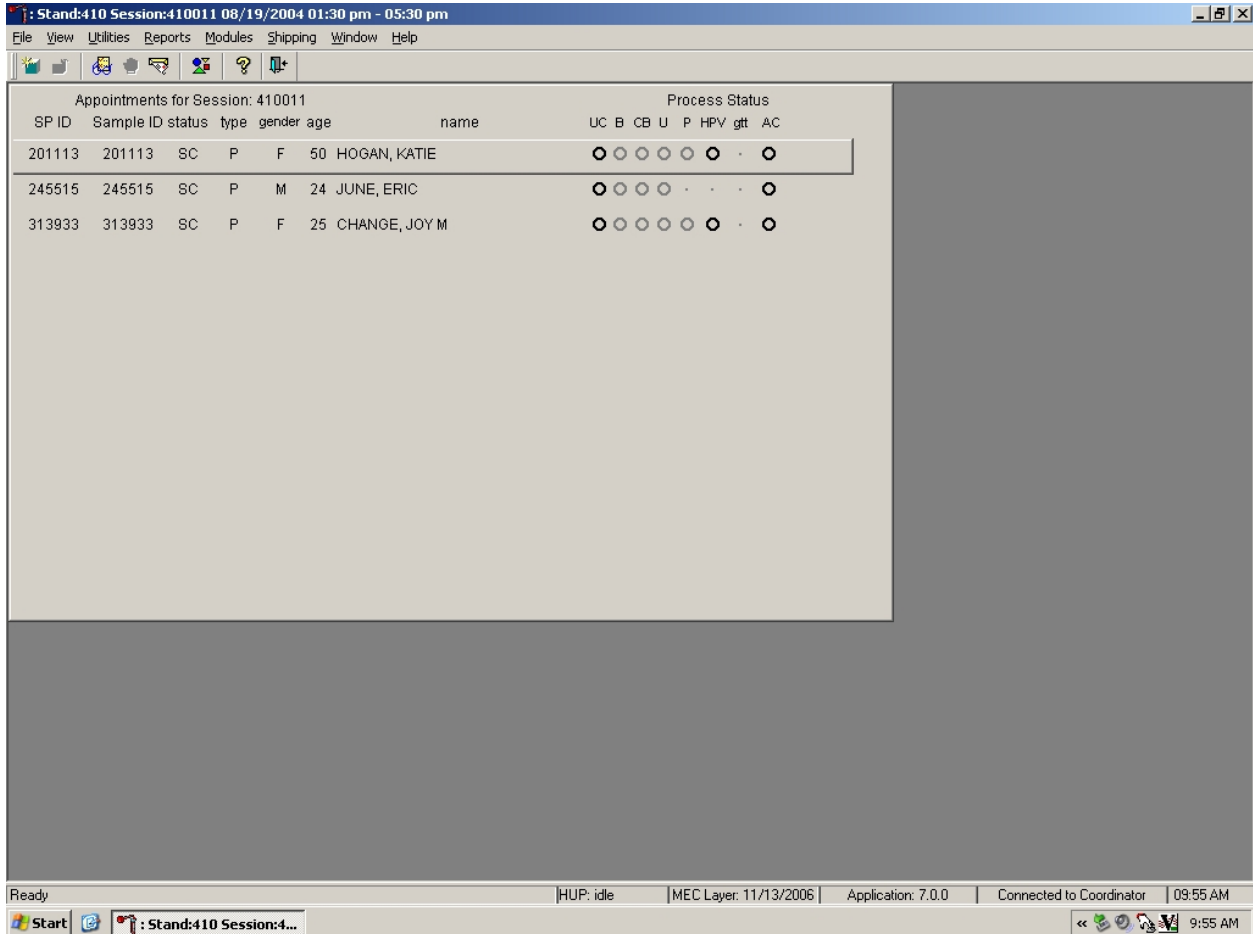 : Stand:410 Session:410011 08/19/2004 01:30 pm - 05:30 pm
File View Utilities Reports Modules Shipping Window Help
Appointments for Session: 410011 Process Status
SP ID Sample ID status type gender age name UC B CB U P HPV gtt AC
201113 201113 SC P F 50 HOGAN, KATIE
245515 245515 SC P M 24 JUNE, ERIC
313933 313933 SC P F 25 CHANGE, JOY M
Ready HUP: idle MEC Layer: 11/13/2006 Application: 7.0.0 Connected to Coordinator 09:55 AM
Start : Stand:410 Session:4... « 9:55 AM